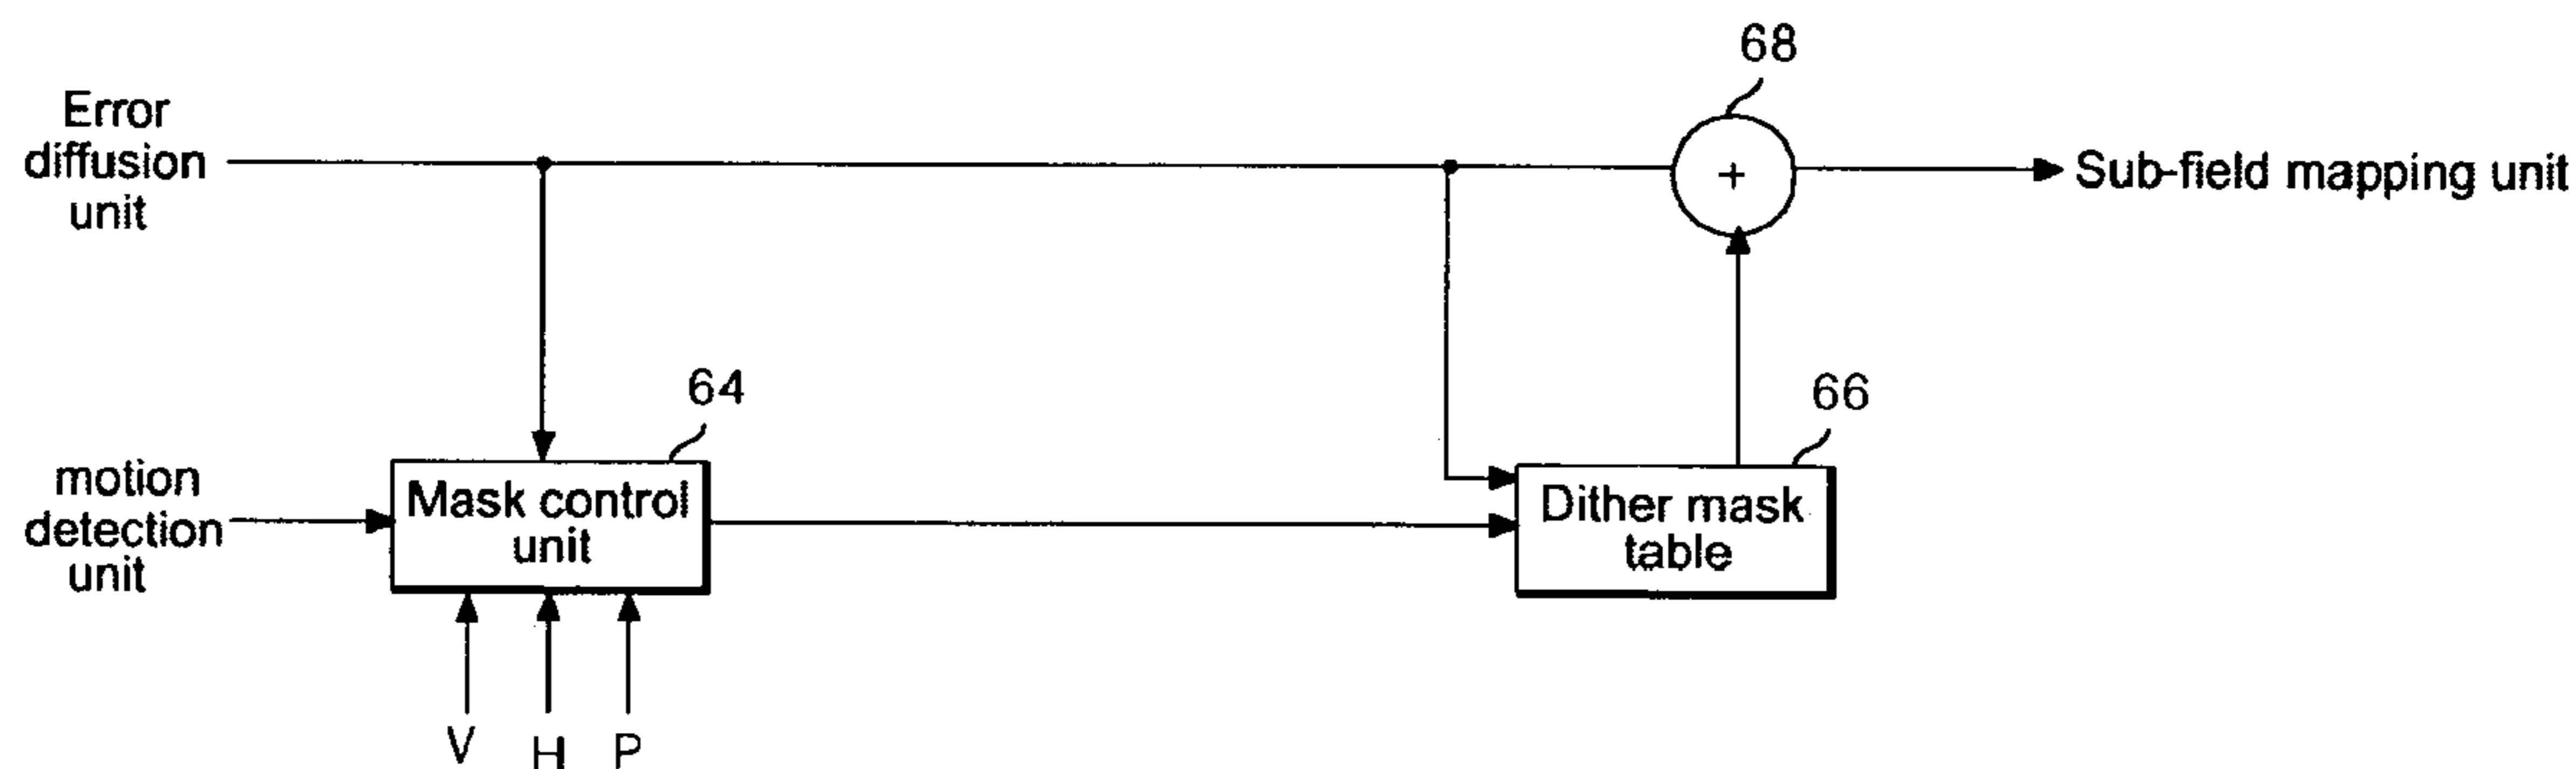 68
Error
diffusion
unit
+
Sub-field mapping unit
64
66
motion
detection
unit
Mask control
unit
Dither mask
table
V
H
P